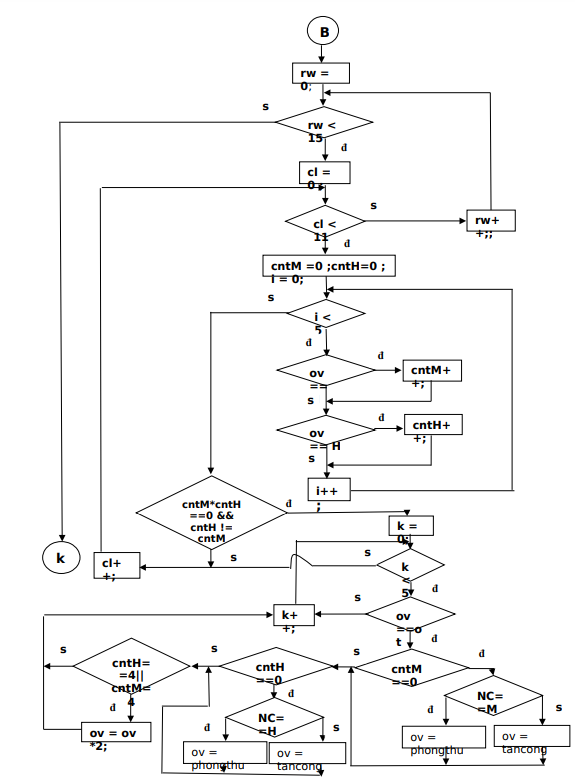 B
rw =
0;
s
rw <
15
đ
cl =
0
s
cl <
11
đ
rw+
+;;
cntM =0 ;cntH=0 ;
i = 0;
s
i <
5
đ
ov
==
đ
cntM+
+;
s
ov
== H
đ
cntH+
+;
s
i++
;
cntM*cntH
==0 &&
cntH !=
cntM
đ
s
k =
0;
k
cl+
+;
s
k
<
5
đ
k+
+;
s
ov
==o
t
đ
s
cntH=
=4||
cntM=
4
đ
s
cntH
==0
đ
s
cntM
==0
đ
NC=
=M
đ
s
NC=
=H
đ
s
ov = ov
*2;
ov =
phongthu
ov =
tancong
ov =
phongthu
ov =
tancong